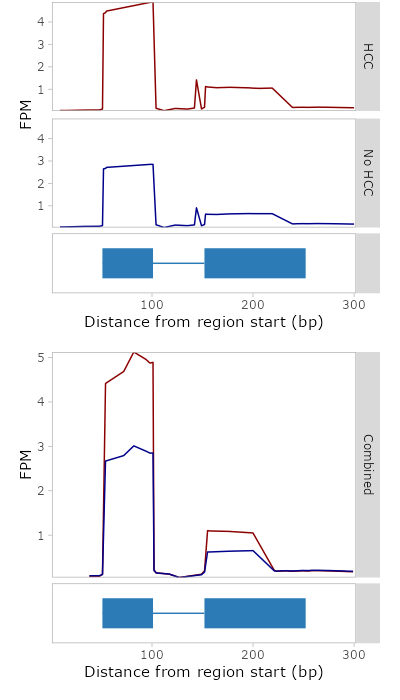 4
3
2
1
HCC
FPM
4
3
2
1
No HCC
100
200
300
Distance from region start (bp)
5
4
3
2
1
FPM
Combined
100
200
300
Distance from region start (bp)